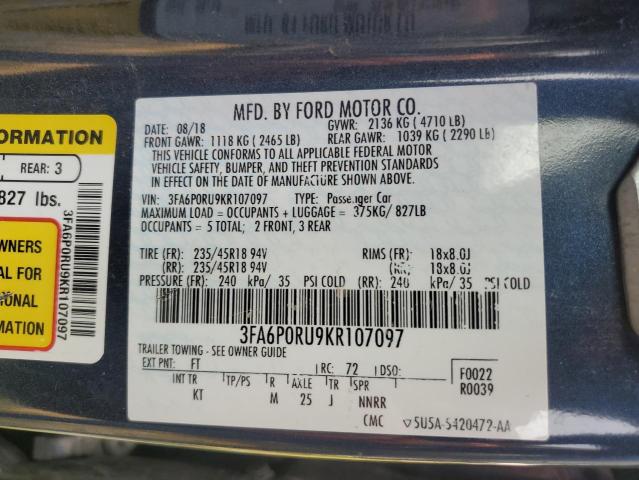 ORMATION
REAR: 3
827 lbs.
OWNERS
AL FOR
IONAL
MATION
3FA6P0RU9KR107097
MFD. BY FORD MOTOR CO.
DATE: 08/18 GVWR: 2136 KG ( 4710 LB)
FRONT GAWR: 1118 KG ( 2465 LB) REAR GAWR: 1039 KG ( 2290 LB)
THIS VEHICLE CONFORMS TO ALL APPLICABLE FEDERAL MOTOR
VEHICLE SAFETY, BUMPER, AND THEFT PREVENTION STANDARDS
IN EFFECT ON THE DATE OF MANUFACTURE SHOWN ABOVE.
VIN: 3FA6P0RU9KR107097 TYPE: Passenger Car
MAXIMUM LOAD = OCCUPANTS + LUGGAGE = 375KG/ 827LB
OCCUPANTS = 5 TOTAL; 2 FRONT, 3 REAR
TIRE (FR): 235/45R18 94V RIMS (FR): 18x8.0J
(RR): 235/45R18 94V (RR): 18x8.0J
PRESSURE (FR): 240 kPa/ 35 PSI COLD (RR): 240 kPa/ 35 PSI COLD
3FA6P0RU9KR107097
TRAILER TOWING - SEE OWNER GUIDE
EXT PNT: FT RC: 72 DSO: F0022
INT TR TP/PS R AXLE TR SPR R0039
KT M 25 J NNRR
CMC 5U5A-5420472-AA